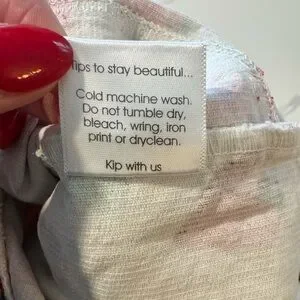 Tips to stay beautiful...
Cold machine wash.
Do not tumble dry,
bleach, wring, iron
print or dryclean.
Kip with us